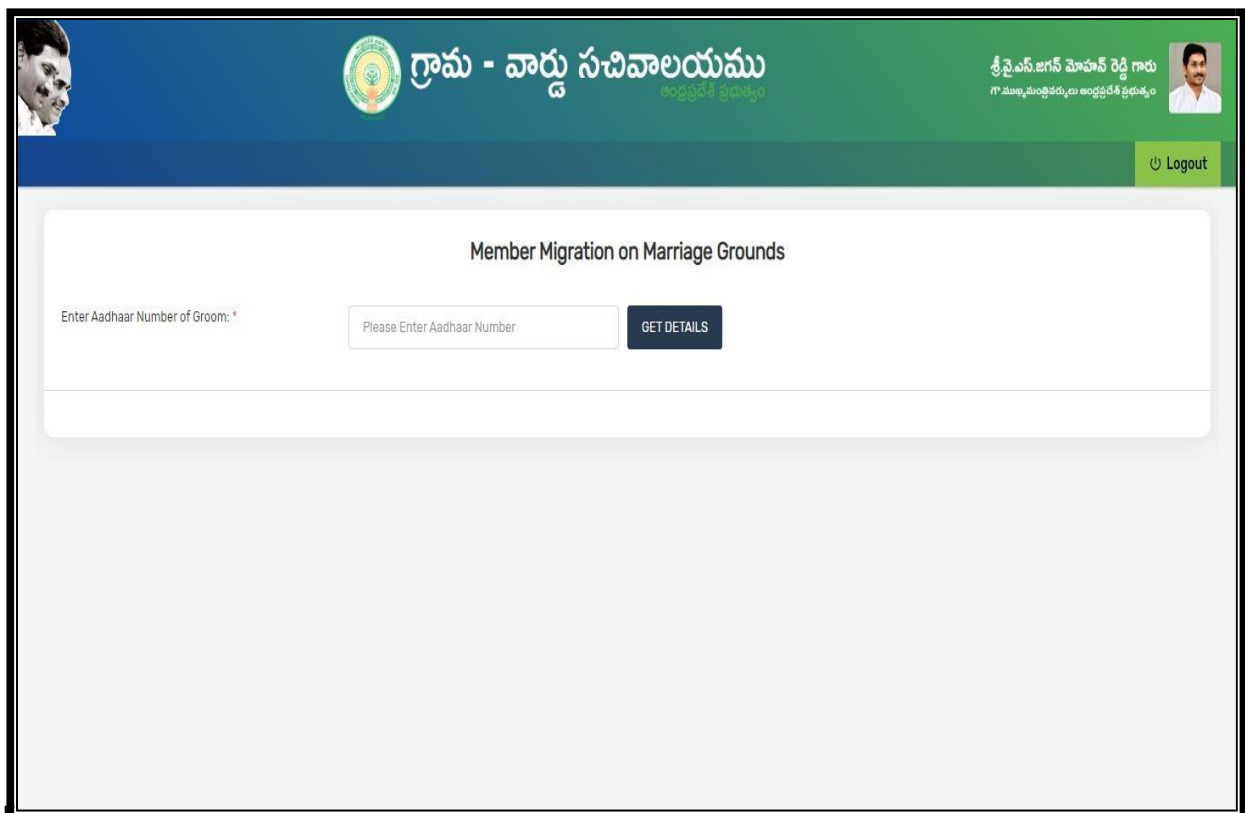 గ్రామ - వార్డు సచివాలయము
ఆంధ్రప్రదేశ్ ప్రభుత్వం
శ్రీ.వై.ఎస్.జగన్ మోహన్ రెడ్డి గారు
గౌ.ముఖ్యమంత్రివర్యులు ఆంధ్రప్రదేశ్ ప్రభుత్వం
Logout
Member Migration on Marriage Grounds
Enter Aadhaar Number of Groom: *
Please Enter Aadhaar Number
GET DETAILS